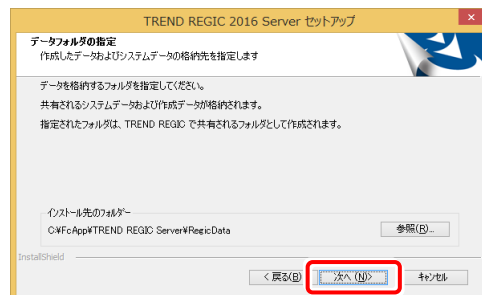 TREND REGIC 2016 Server セットアップ
データフォルダの指定
作成したデータおよびシステムデータの格納先を指定します
データを格納するフォルダを指定してください。
共有されるシステムデータおよび作成データが格納されます。
指定されたフォルダは、TREND REGIC で共有されるフォルダとして作成されます。
インストール先のフォルダー
C:¥FcApp¥TREND REGIC Server¥RegicData
参照(R)...
InstallShield
< 戻る(B)
次へ (N)>
キャンセル